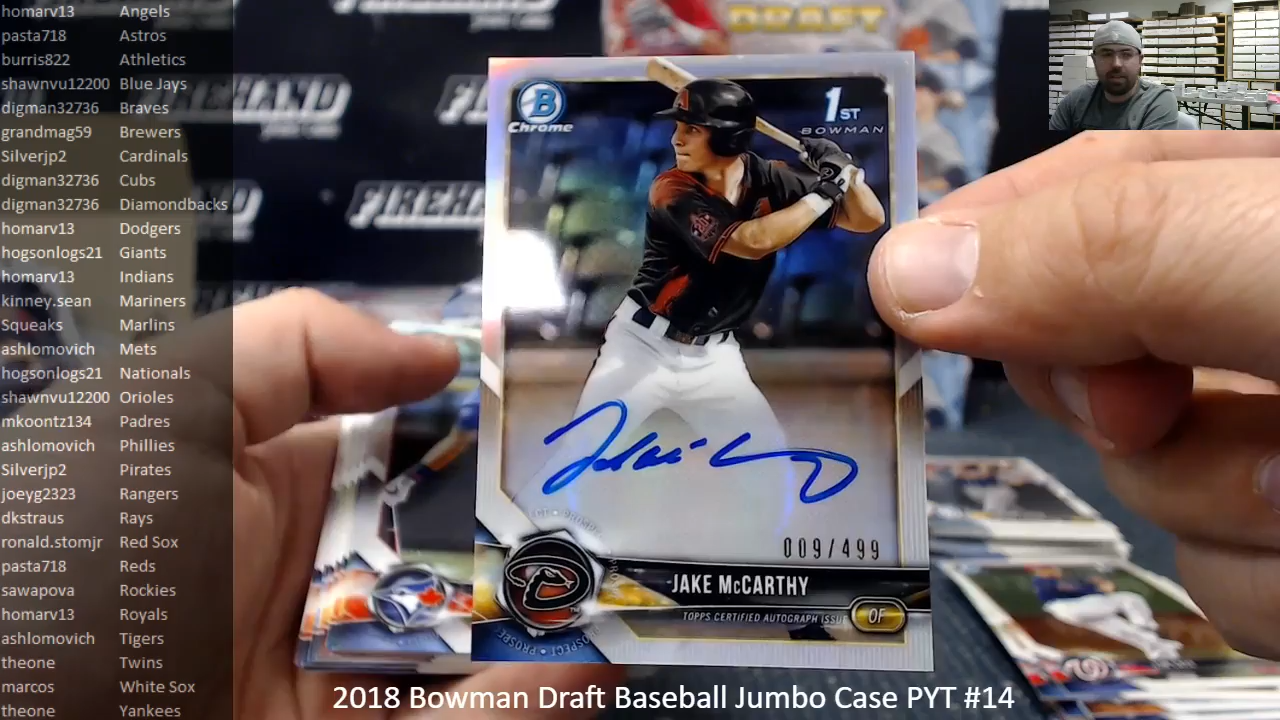 homarv13 Angels
pasta718 Astros
burris822 Athletics
shawnvu12200 Blue Jays
digman32736 Braves
grandmag59 Brewers
Silverjp2 Cardinals
digman32736 Cubs
digman32736 Diamondbacks
homarv13 Dodgers
hogsonlogs21 Giants
homarv13 Indians
kinney.sean Mariners
Squeaks Marlins
ashlomovich Mets
hogsonlogs21 Nationals
shawnvu12200 Orioles
mkoontz134 Padres
ashlomovich Phillies
Silverjp2 Pirates
joeyg2323 Rangers
dkstraus Rays
ronald.stomjr Red Sox
pasta718 Reds
sawapova Rockies
homarv13 Royals
ashlomovich Tigers
theone Twins
marcos White Sox
theone Yankees
DRAFT
FIREHAND
FIREHAND
B
Chrome
1ST
BOWMAN
009/499
JAKE McCARTHY
TOPPS CERTIFIED AUTOGRAPH ISSUE
OF
2018 Bowman Draft Baseball Jumbo Case PYT #14